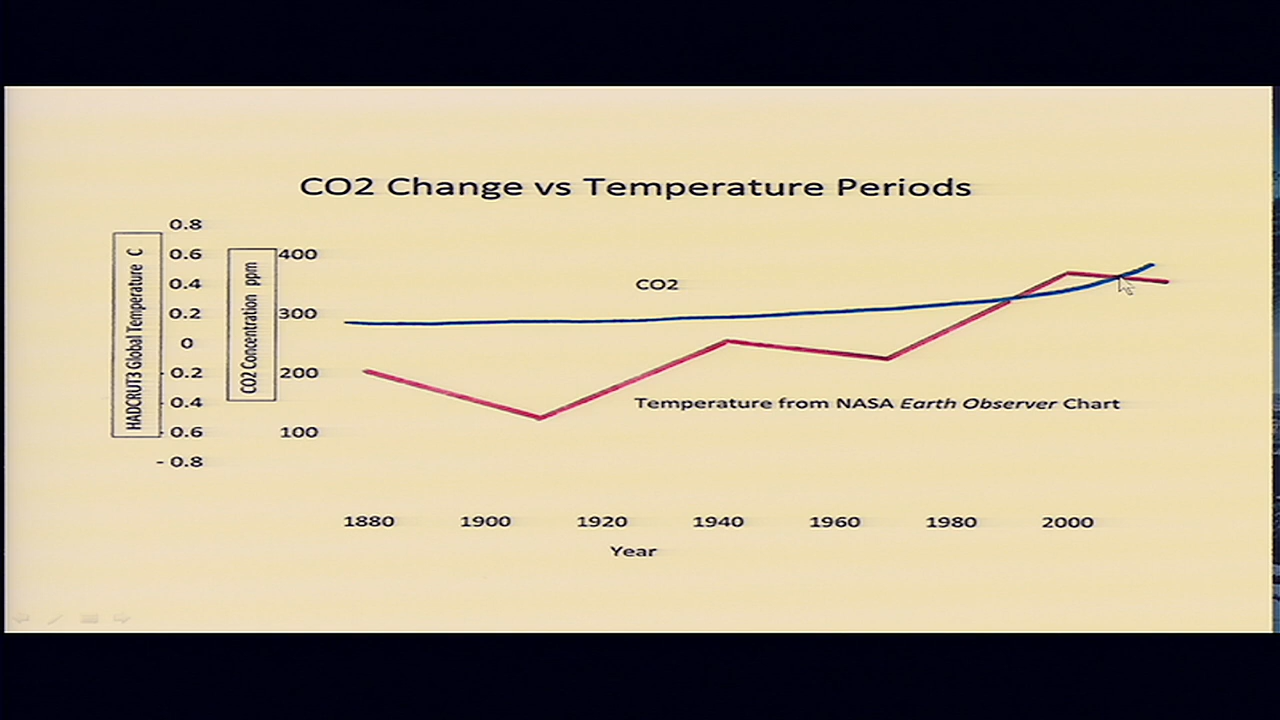 CO2 Change vs Temperature Periods
HADCRUT3 Global Temperature C
0.8
0.6
0.4
0.2
0
- 0.2
- 0.4
- 0.6
- 0.8
CO2 Concentration ppm
400
300
200
100
CO2
Temperature from NASA Earth Observer Chart
1880 1900 1920 1940 1960 1980 2000
Year